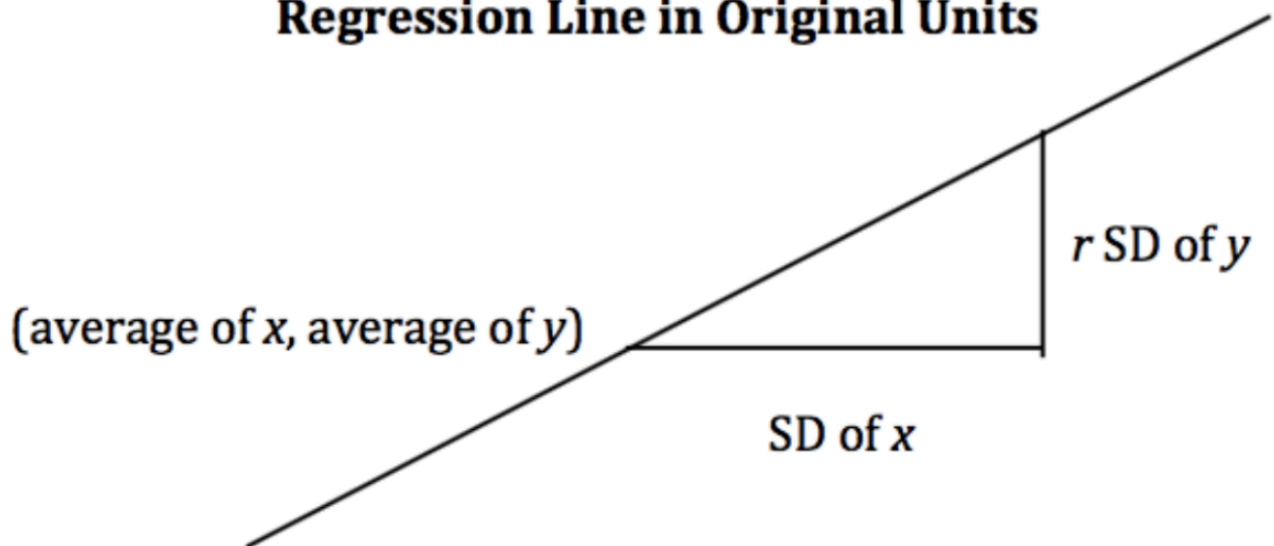 Regression Line in Original Units
r SD of y
(average of x, average of y)
SD of x